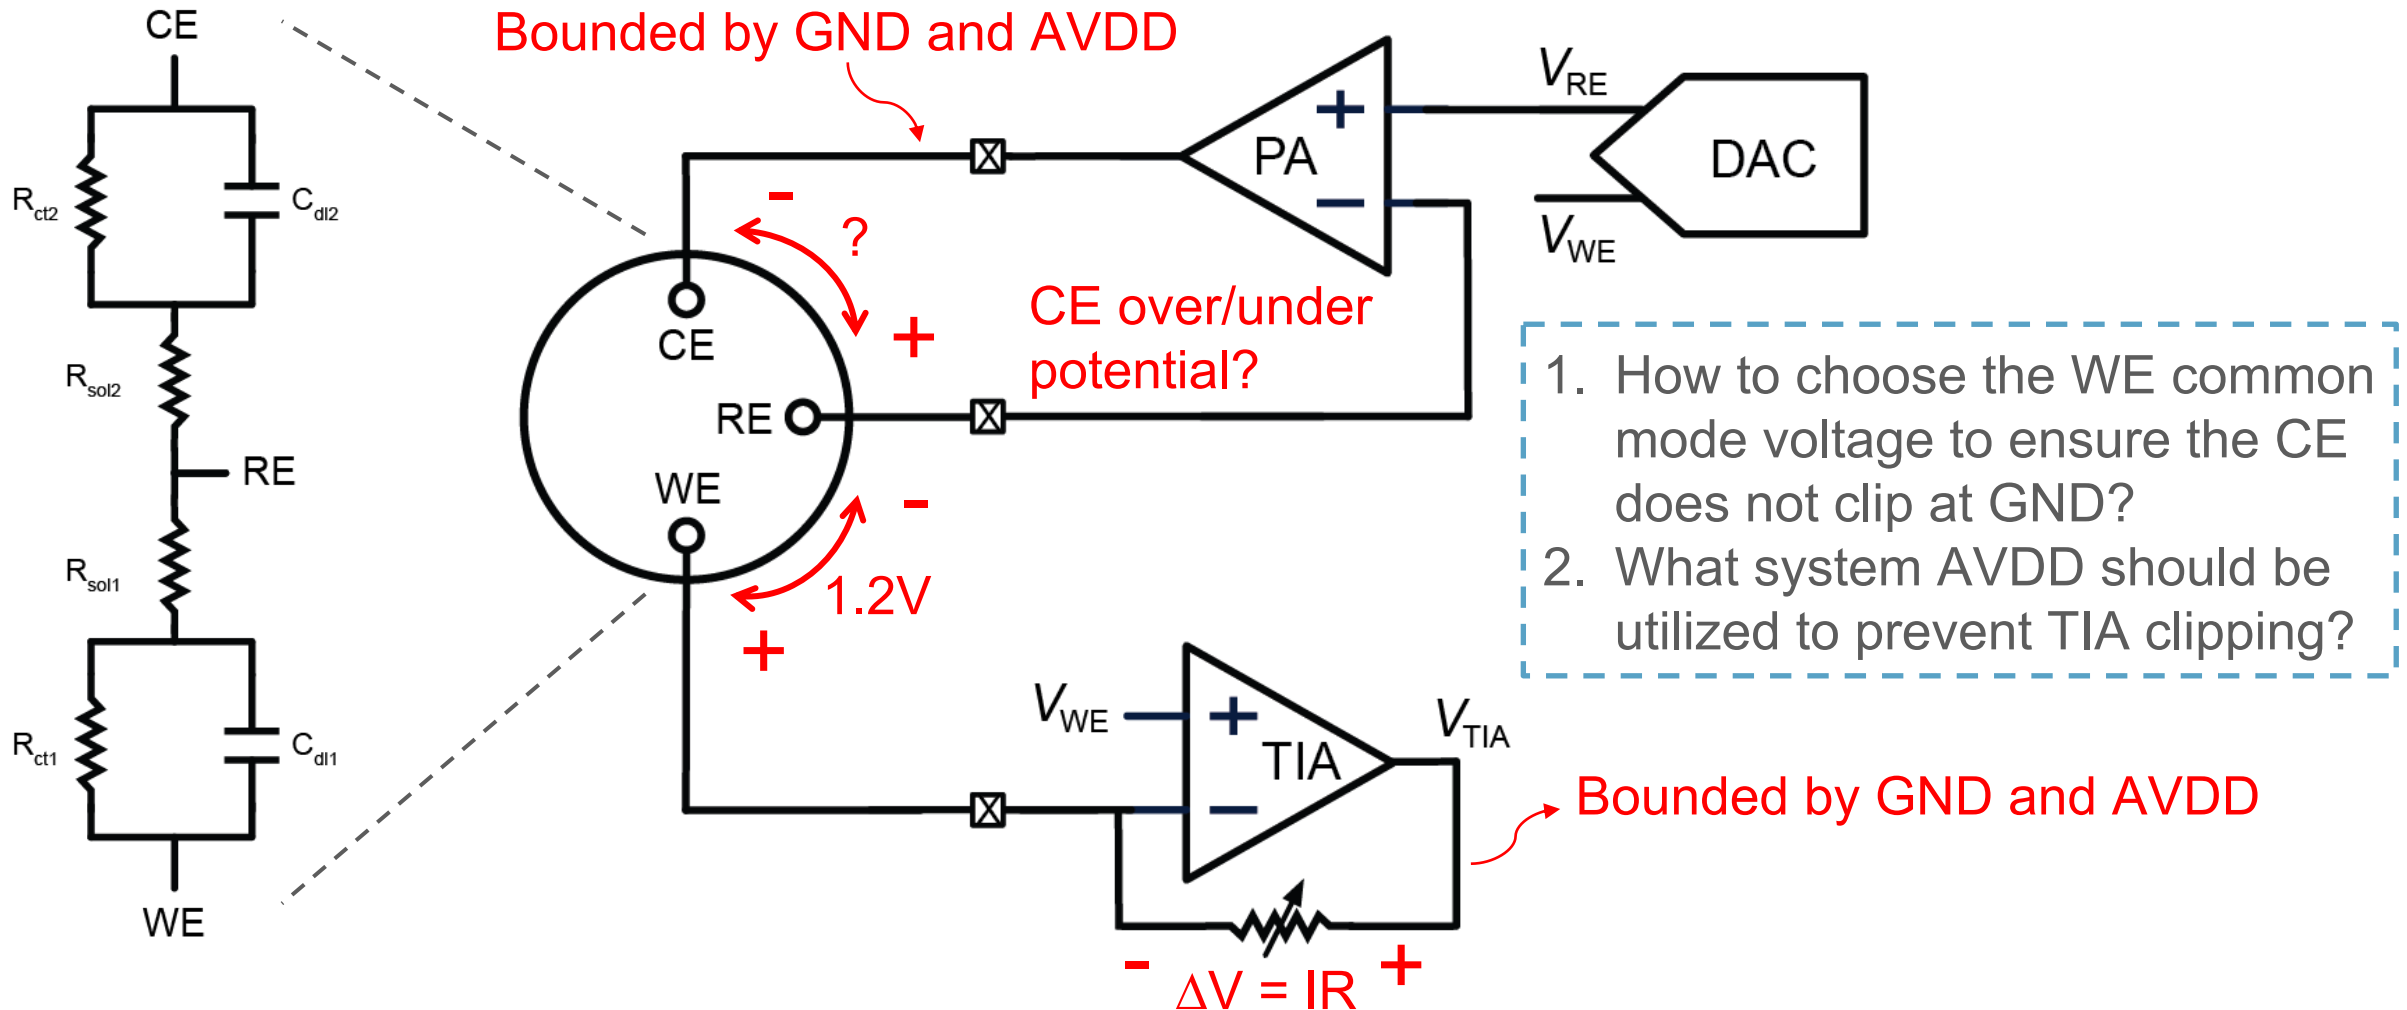 CE
R_ct2
C_dl2
R_sol2
RE
R_sol1
R_ct1
C_dl1
WE
Bounded by GND and AVDD
-
?
+
CE
RE
WE
-
1.2V
+
CE over/under
potential?
PA
+
−
V_RE
V_WE
DAC
1. How to choose the WE common
mode voltage to ensure the CE
does not clip at GND?
2. What system AVDD should be
utilized to prevent TIA clipping?
V_WE
+
TIA
−
V_TIA
Bounded by GND and AVDD
- +
ΔV = IR